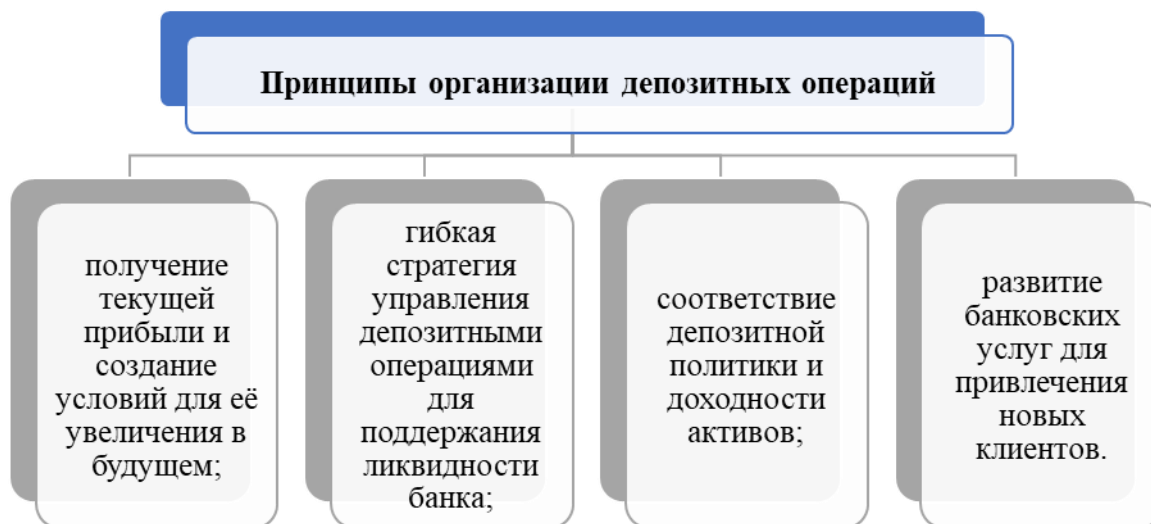 Принципы организации депозитных операций
получение
текущей
прибыли и
создание
условий для её
увеличения в
будущем;
гибкая
стратегия
управления
депозитными
операциями
для
поддержания
ликвидности
банка;
соответствие
депозитной
политики и
доходности
активов;
развитие
банковских
услуг для
привлечения
новых
клиентов.